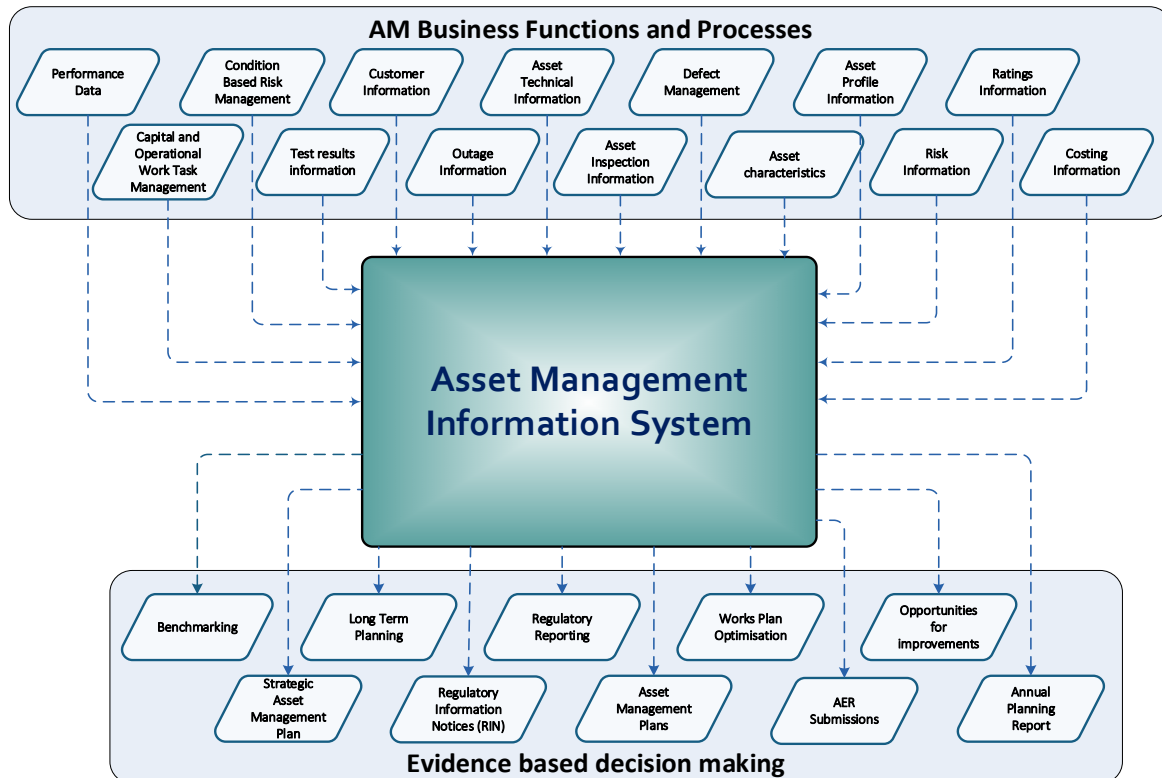 AM Business Functions and Processes
Performance
Data
Condition
Based Risk
Management
Customer
Information
Asset
Technical
Information
Defect
Management
Asset
Profile
Information
Ratings
Information
Capital and
Operational
Work Task
Management
Test results
information
Outage
Information
Asset
Inspection
Information
Asset
characteristics
Risk
Information
Costing
Information
Asset Management
Information System
Benchmarking
Long Term
Planning
Regulatory
Reporting
Works Plan
Optimisation
Opportunities
for
improvements
Strategic
Asset
Management
Plan
Regulatory
Information
Notices (RIN)
Asset
Management
Plans
AER
Submissions
Annual
Planning
Report
Evidence based decision making